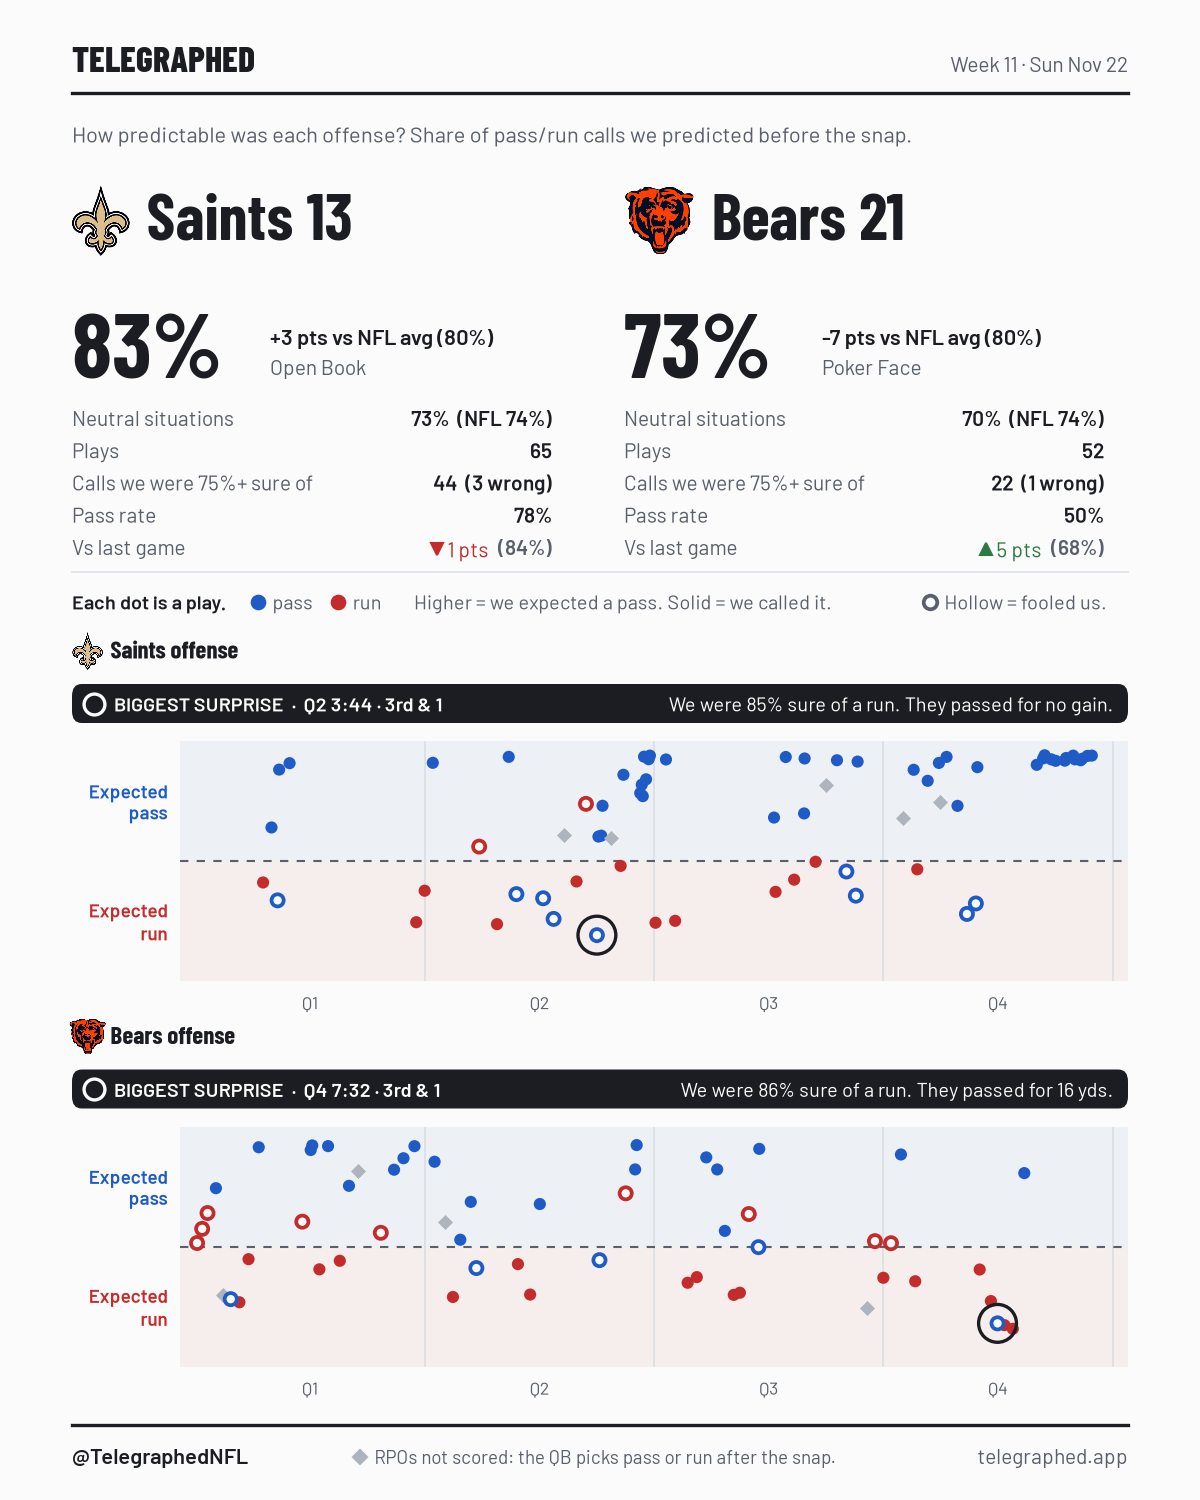 TELEGRAPHED
Week 11 · Sun Nov 22
How predictable was each offense? Share of pass/run calls we predicted before the snap.
Saints 13
Bears 21
83%
+3 pts vs NFL avg (80%)
Open Book
73%
-7 pts vs NFL avg (80%)
Poker Face
Neutral situations 73% (NFL 74%)
Plays 65
Calls we were 75%+ sure of 44 (3 wrong)
Pass rate 78%
Vs last game ▼1 pts (84%)
Neutral situations 70% (NFL 74%)
Plays 52
Calls we were 75%+ sure of 22 (1 wrong)
Pass rate 50%
Vs last game ▲5 pts (68%)
Each dot is a play. pass run Higher = we expected a pass. Solid = we called it. Hollow = fooled us.
Saints offense
BIGGEST SURPRISE · Q2 3:44 · 3rd & 1 We were 85% sure of a run. They passed for no gain.
Expected
pass
Expected
run
Q1 Q2 Q3 Q4
Bears offense
BIGGEST SURPRISE · Q4 7:32 · 3rd & 1 We were 86% sure of a run. They passed for 16 yds.
Expected
pass
Expected
run
Q1 Q2 Q3 Q4
@TelegraphedNFL RPOs not scored: the QB picks pass or run after the snap. telegraphed.app